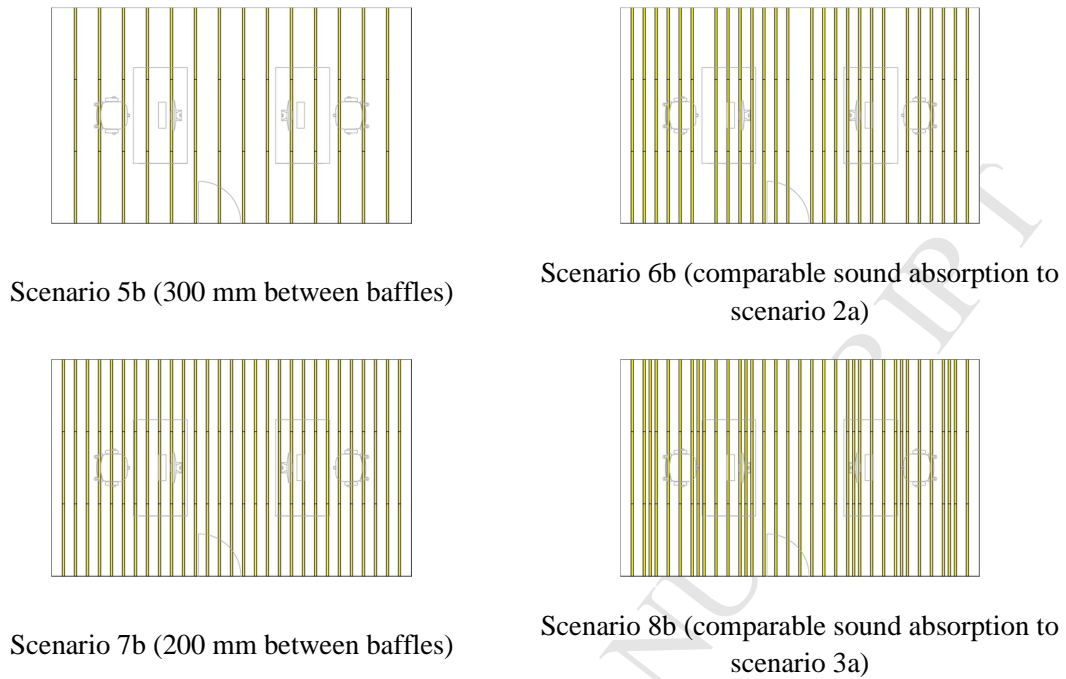 Scenario 5b (300 mm between baffles)
Scenario 6b (comparable sound absorption to
scenario 2a)
Scenario 7b (200 mm between baffles)
Scenario 8b (comparable sound absorption to
scenario 3a)